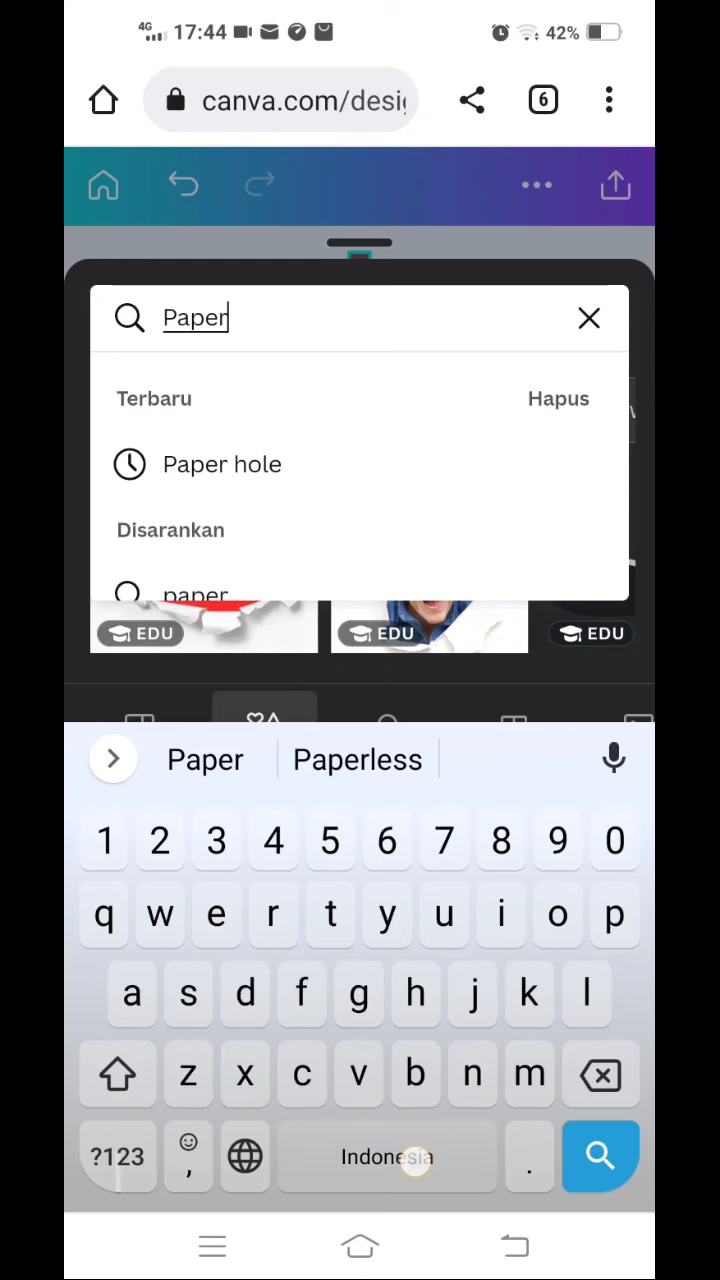 4G 17:44 42%
canva.com/desi 6
Paper
Terbaru Hapus
Paper hole
Disarankan
paper
EDU EDU EDU
Paper Paperless
1 2 3 4 5 6 7 8 9 0
q w e r t y u i o p
a s d f g h j k l
z x c v b n m
?123 , Indonesia .